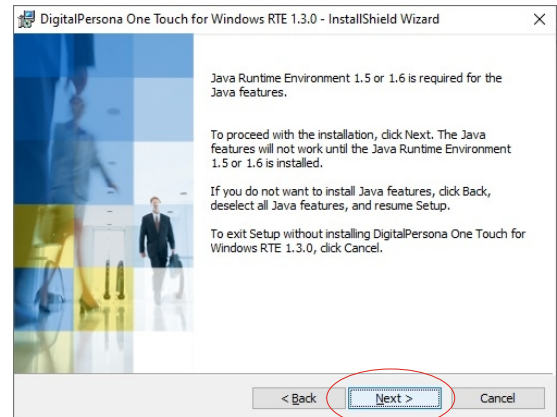 DigitalPersona One Touch for Windows RTE 1.3.0 - InstallShield Wizard
Java Runtime Environment 1.5 or 1.6 is required for the
Java features.
To proceed with the installation, click Next. The Java
features will not work until the Java Runtime Environment
1.5 or 1.6 is installed.
If you do not want to install Java features, click Back,
deselect all Java features, and resume Setup.
To exit Setup without installing DigitalPersona One Touch for
Windows RTE 1.3.0, click Cancel.
< Back Next > Cancel